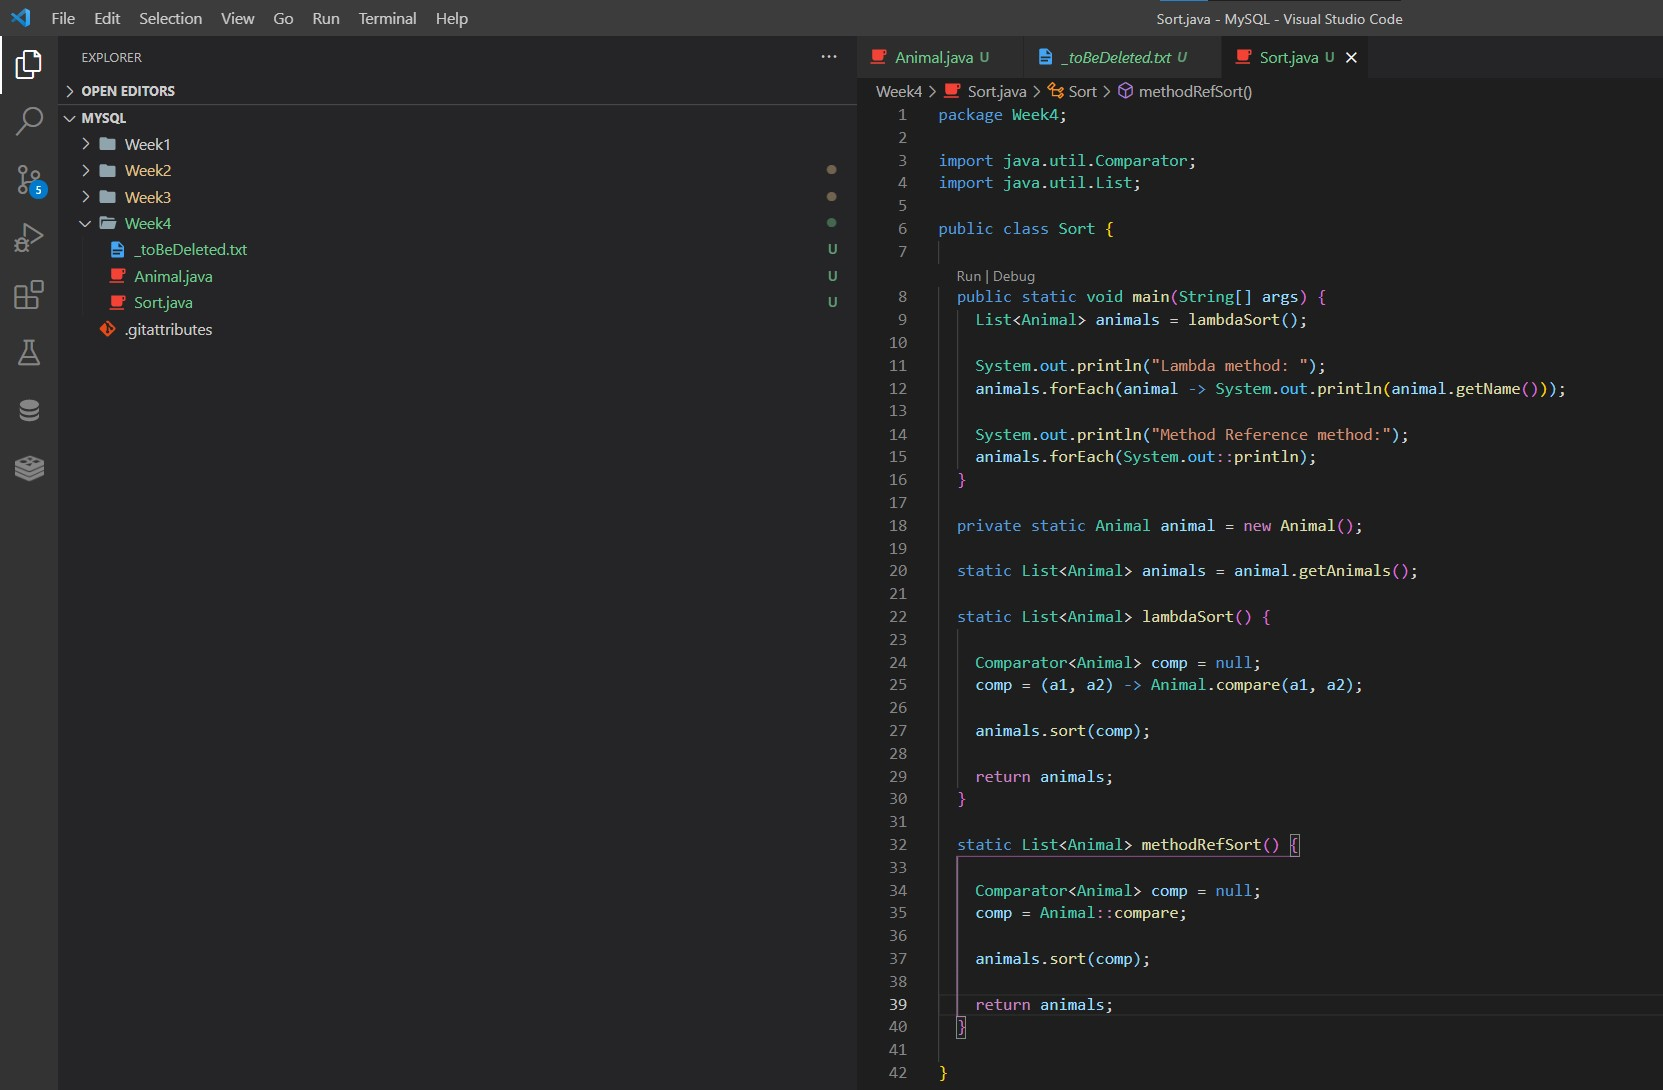 File Edit Selection View Go Run Terminal Help
Sort.java - MySQL - Visual Studio Code
EXPLORER ...
OPEN EDITORS
MYSQL
Week1
Week2
Week3
Week4
_toBeDeleted.txt U
Animal.java U
Sort.java U
.gitattributes
5
Animal.java U _toBeDeleted.txt U Sort.java U
Week4 > Sort.java > Sort > methodRefSort()
1 package Week4;
2
3 import java.util.Comparator;
4 import java.util.List;
5
6 public class Sort {
7
Run | Debug
8 public static void main(String[] args) {
9 List<Animal> animals = lambdaSort();
10
11 System.out.println("Lambda method: ");
12 animals.forEach(animal -> System.out.println(animal.getName()));
13
14 System.out.println("Method Reference method:");
15 animals.forEach(System.out::println);
16 }
17
18 private static Animal animal = new Animal();
19
20 static List<Animal> animals = animal.getAnimals();
21
22 static List<Animal> lambdaSort() {
23
24 Comparator<Animal> comp = null;
25 comp = (a1, a2) -> Animal.compare(a1, a2);
26
27 animals.sort(comp);
28
29 return animals;
30 }
31
32 static List<Animal> methodRefSort() {
33
34 Comparator<Animal> comp = null;
35 comp = Animal::compare;
36
37 animals.sort(comp);
38
39 return animals;
40 }
41
42 }